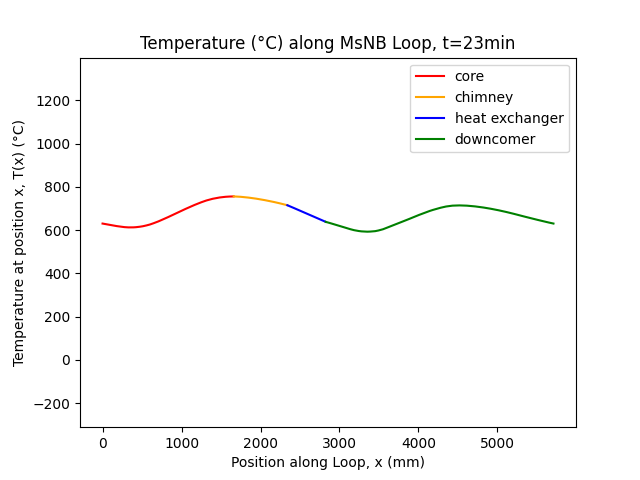 Temperature (°C) along MsNB Loop, t=23min
core
chimney
heat exchanger
downcomer
1200
1000
800
600
400
200
0
−200
Temperature at position x, T(x) (°C)
0 1000 2000 3000 4000 5000
Position along Loop, x (mm)